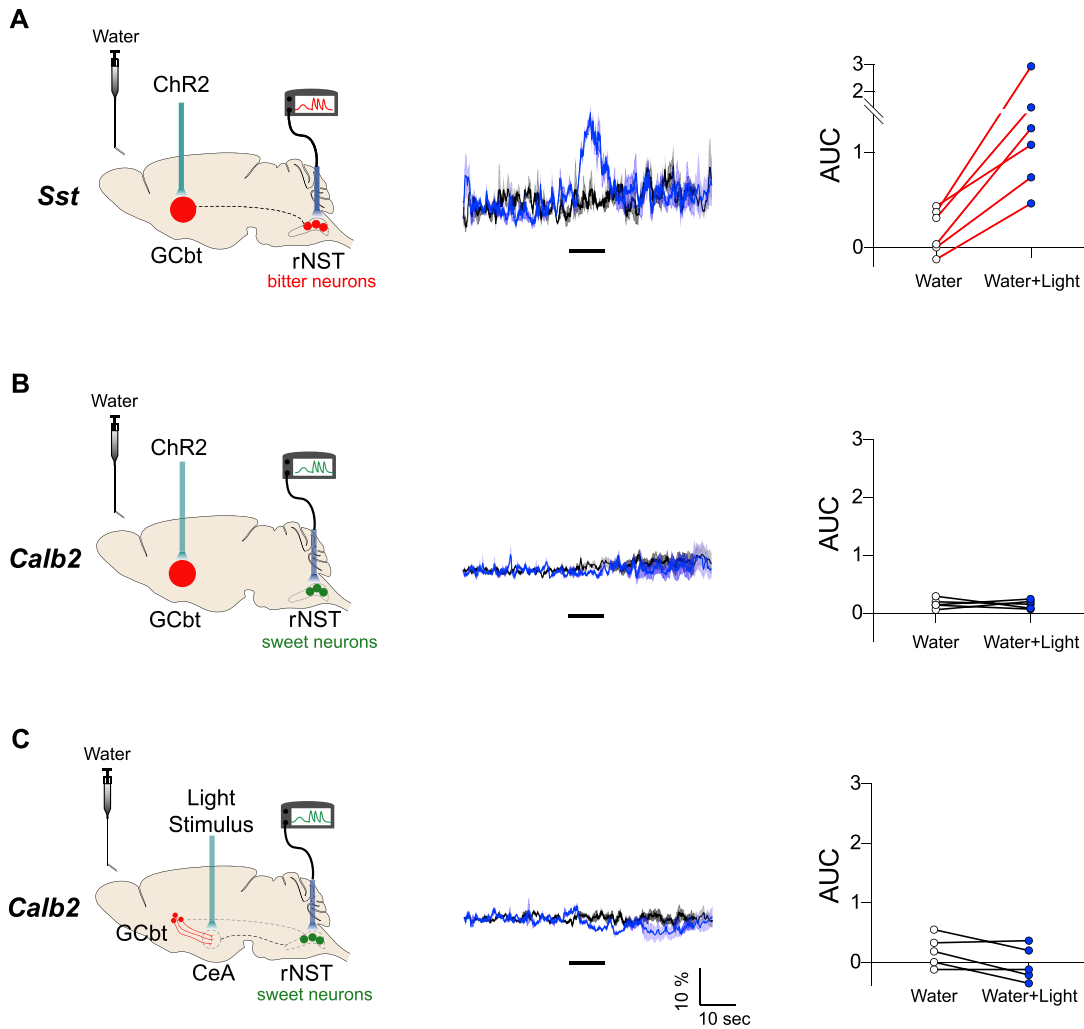 A
Water
ChR2
Sst
GCbt
rNST
bitter neurons
AUC
3
2
1
0
Water
Water+Light
B
Water
ChR2
Calb2
GCbt
rNST
sweet neurons
AUC
3
2
1
0
Water
Water+Light
C
Water
Light
Stimulus
Calb2
GCbt
CeA
rNST
sweet neurons
10 %
10 sec
AUC
3
2
1
0
Water
Water+Light